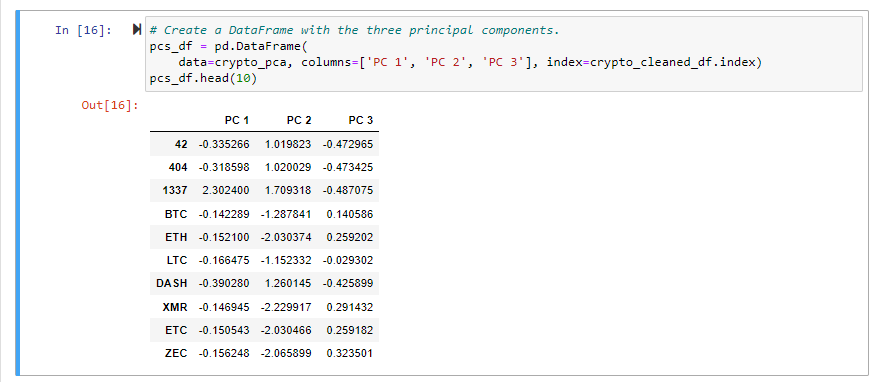 In [16]:
# Create a DataFrame with the three principal components.
pcs_df = pd.DataFrame(
    data=crypto_pca, columns=['PC 1', 'PC 2', 'PC 3'], index=crypto_cleaned_df.index)
pcs_df.head(10)
Out[16]:
PC 1 PC 2 PC 3
42 -0.335266 1.019823 -0.472965
404 -0.318598 1.020029 -0.473425
1337 2.302400 1.709318 -0.487075
BTC -0.142289 -1.287841 0.140586
ETH -0.152100 -2.030374 0.259202
LTC -0.166475 -1.152332 -0.029302
DASH -0.390280 1.260145 -0.425899
XMR -0.146945 -2.229917 0.291432
ETC -0.150543 -2.030466 0.259182
ZEC -0.156248 -2.065899 0.323501